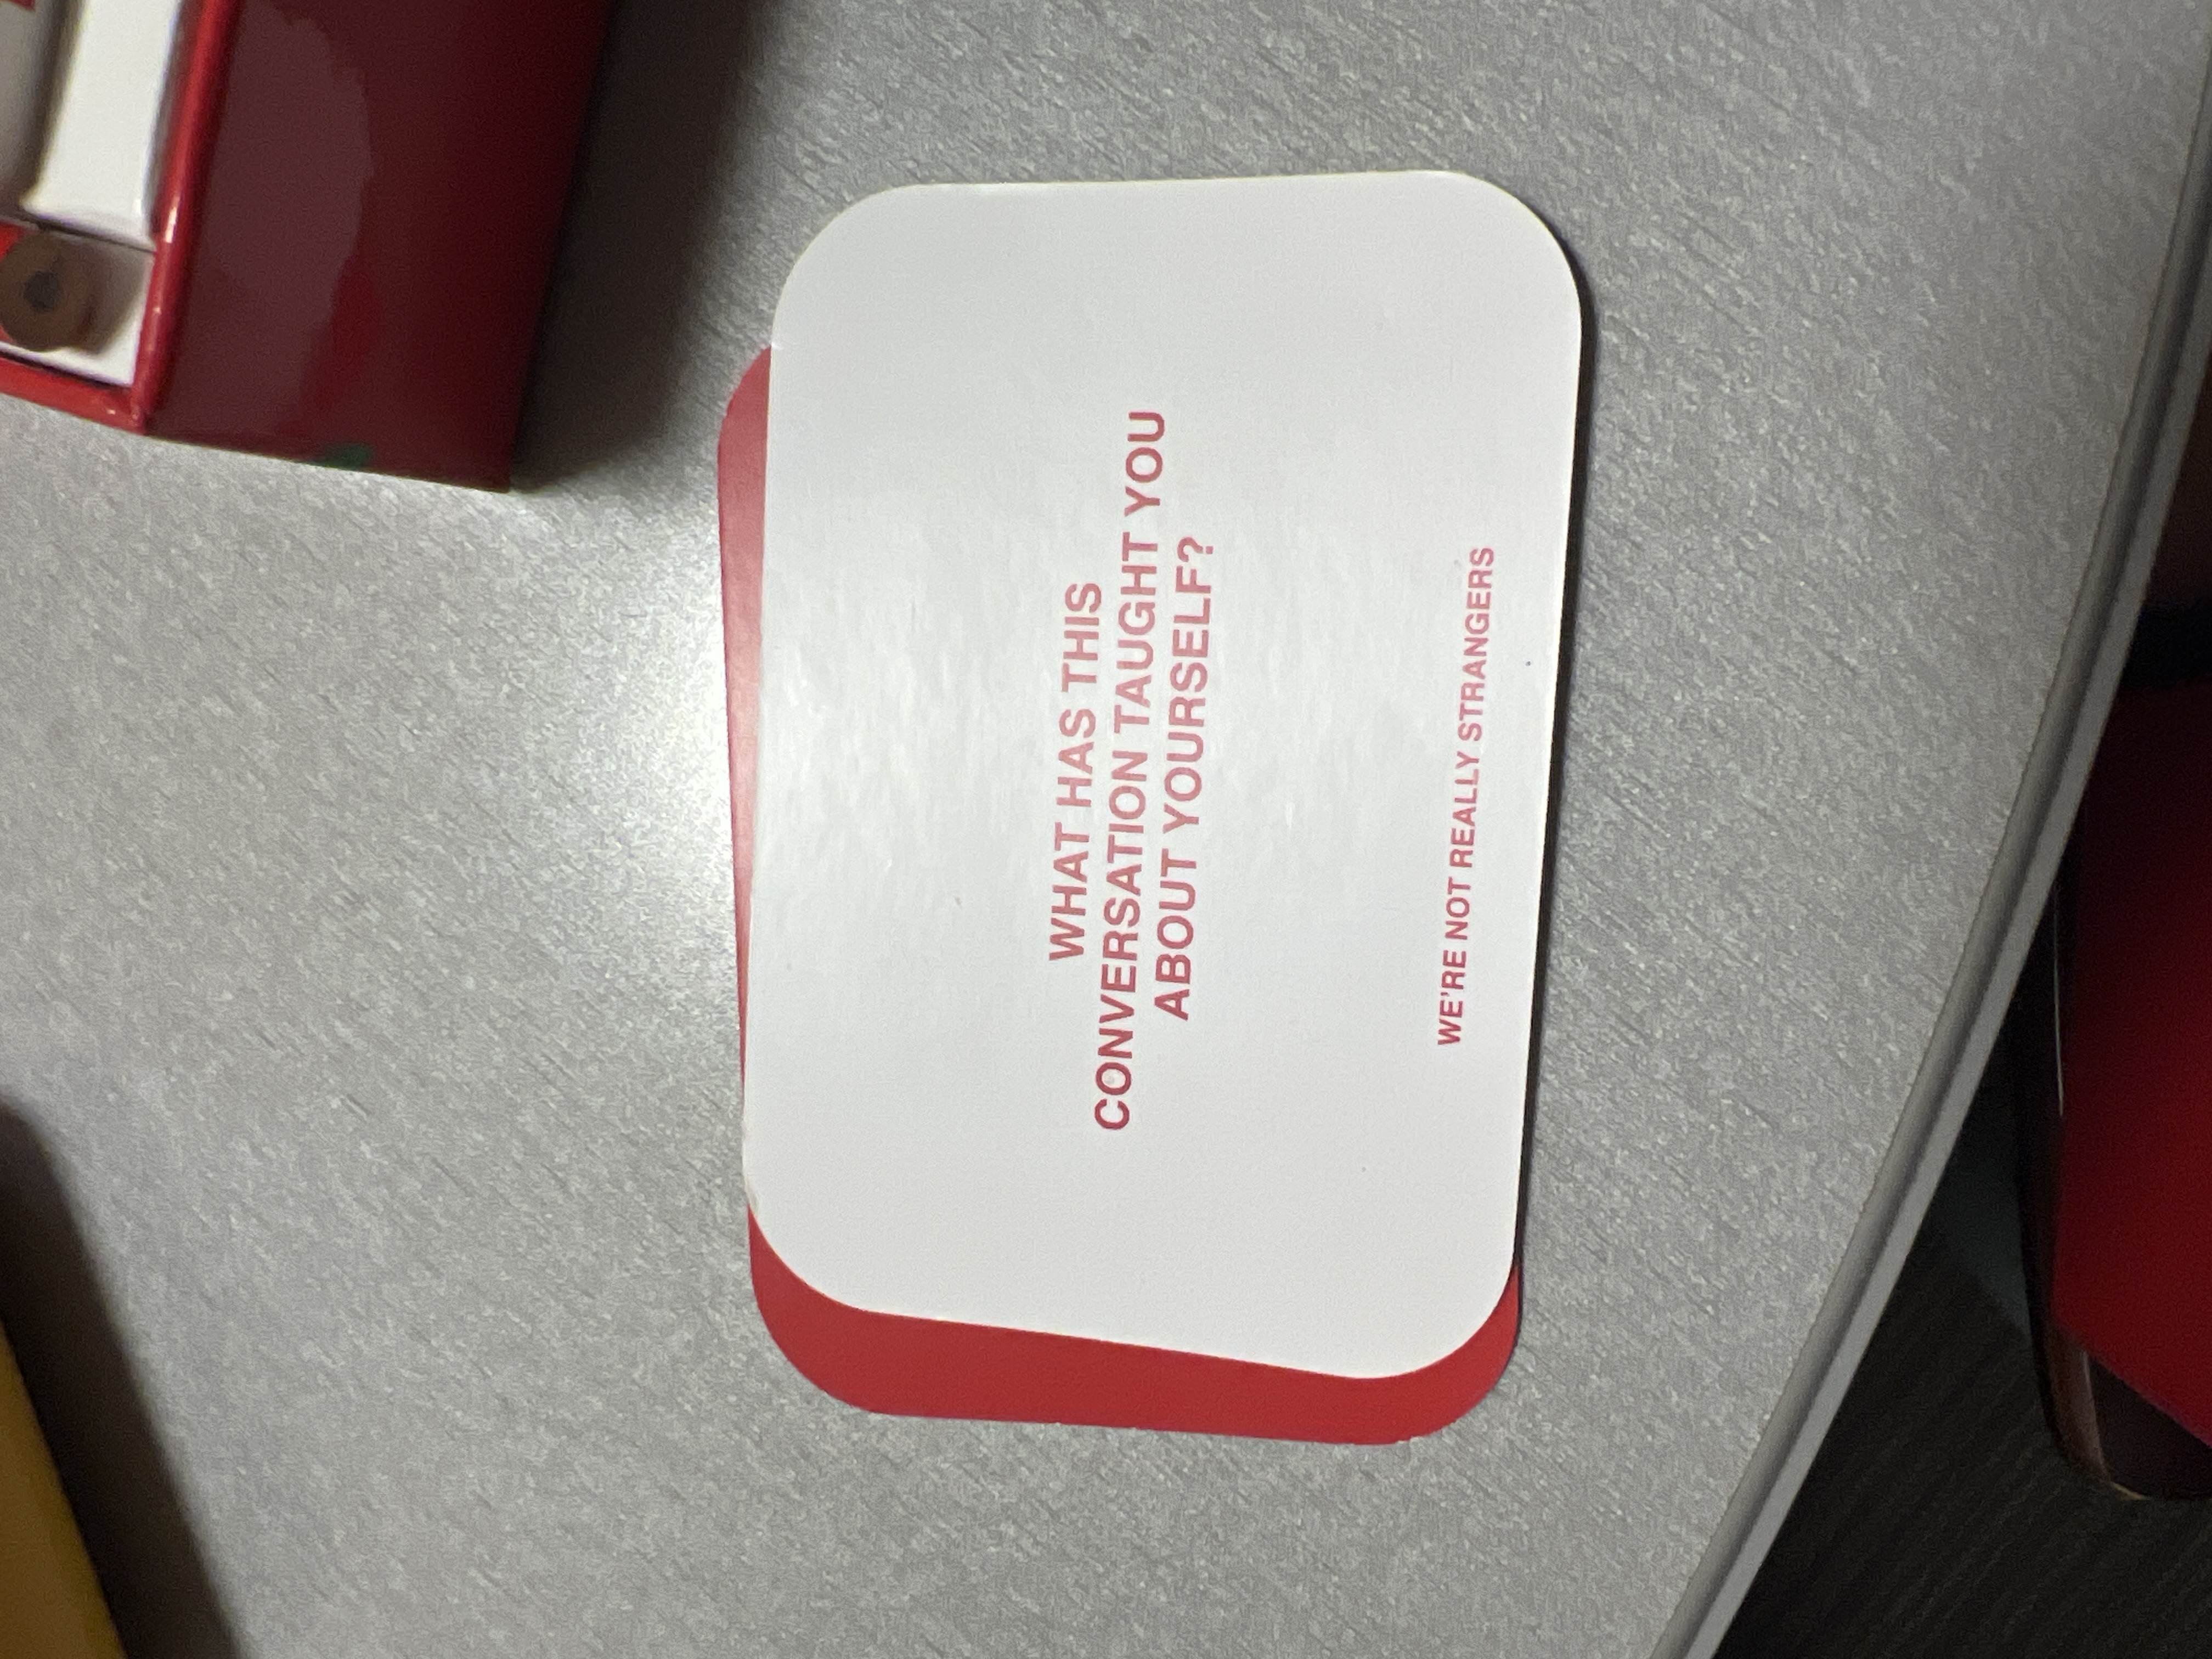 WHAT HAS THIS
CONVERSATION TAUGHT YOU
ABOUT YOURSELF?
WE'RE NOT REALLY STRANGERS